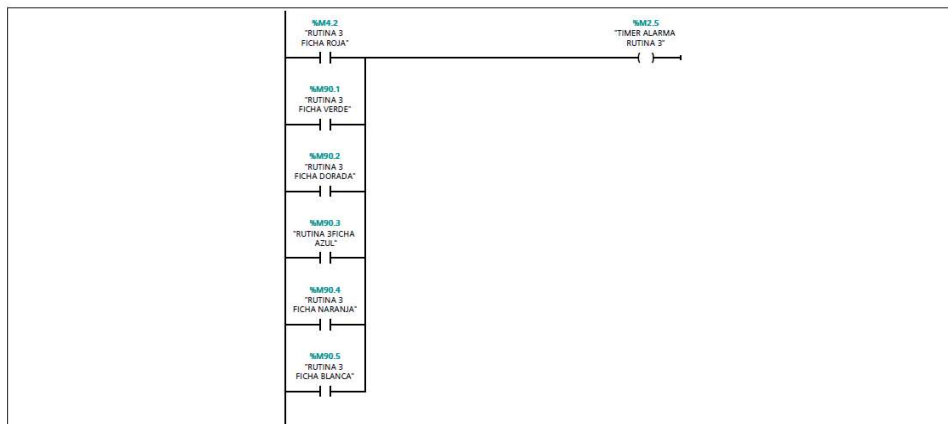 %M4.2
"RUTINA 3
FICHA ROJA"
%M2.5
"TIMER ALARMA
RUTINA 3"
%M90.1
"RUTINA 3
FICHA VERDE"
%M90.2
"RUTINA 3
FICHA DORADA"
%M90.3
"RUTINA 3FICHA
AZUL"
%M90.4
"RUTINA 3
FICHA NARANJA"
%M90.5
"RUTINA 3
FICHA BLANCA"